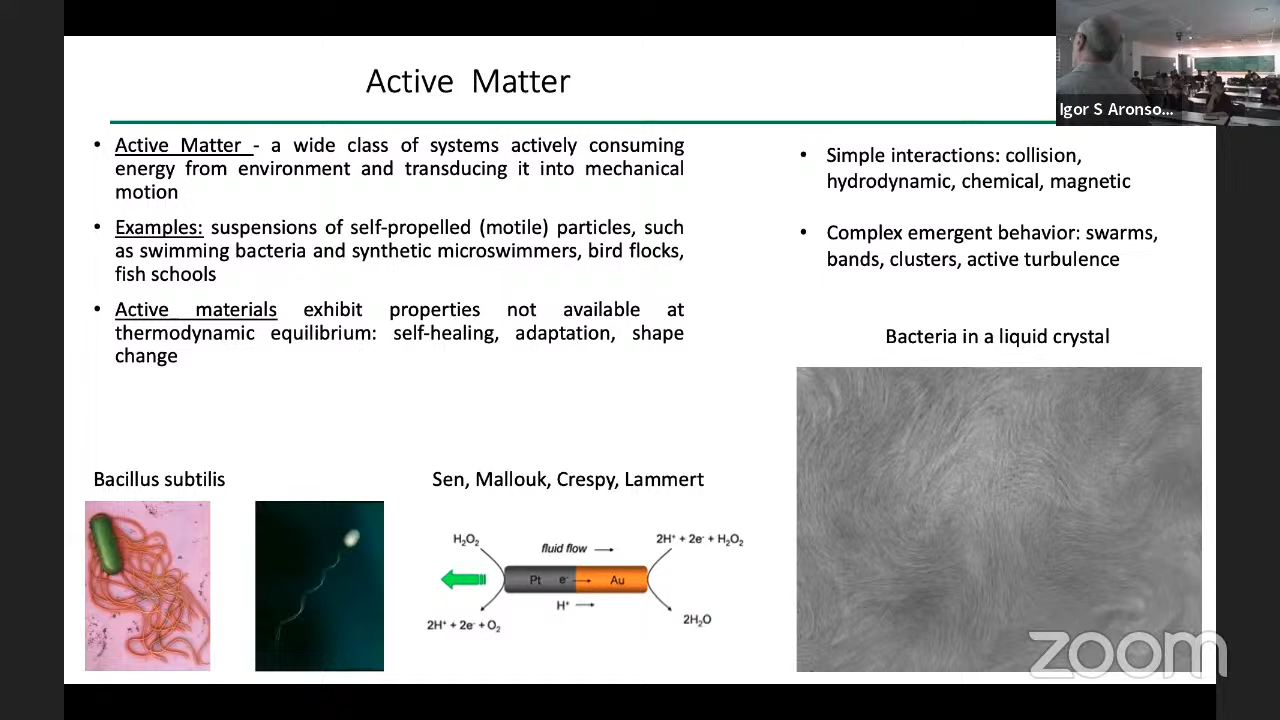 Active Matter
Igor S Aronso...
• Active Matter - a wide class of systems actively consuming
energy from environment and transducing it into mechanical
motion
• Examples: suspensions of self-propelled (motile) particles, such
as swimming bacteria and synthetic microswimmers, bird flocks,
fish schools
• Active materials exhibit properties not available at
thermodynamic equilibrium: self-healing, adaptation, shape
change
• Simple interactions: collision,
hydrodynamic, chemical, magnetic
• Complex emergent behavior: swarms,
bands, clusters, active turbulence
Bacteria in a liquid crystal
Bacillus subtilis
Sen, Mallouk, Crespy, Lammert
H₂O₂
fluid flow
2H⁺ + 2e⁻ + H₂O₂
Pt e⁻ Au
H⁺
2H⁺ + 2e⁻ + O₂
2H₂O
zoom